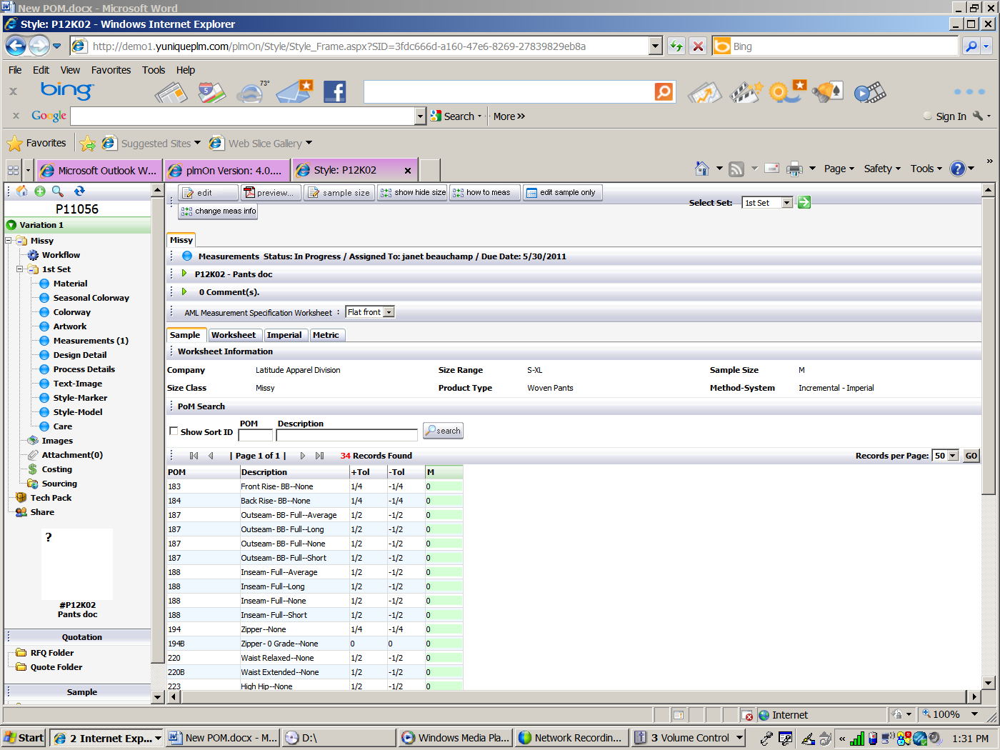 New POM.docx - Microsoft Word
Style: P12K02 - Windows Internet Explorer
http://demo1.yuniqueplm.com/plmOn/Style/Style_Frame.aspx?SID=3fdc666d-a160-47e6-8269-27839829eb8a
Bing
File Edit View Favorites Tools Help
x bing 5 73°
x Google Search More »
Sign In
Favorites Suggested Sites Web Slice Gallery
Microsoft Outlook W... plmOn Version: 4.0.... Style: P12K02 x
Page Safety Tools ? »
P11056
Variation 1
Missy
Workflow
1st Set
Material
Seasonal Colorway
Colorway
Artwork
Measurements (1)
Design Detail
Process Details
Text-Image
Style-Marker
Style-Model
Care
Images
Attachment(0)
Costing
Sourcing
Tech Pack
Share
?
#P12K02
Pants doc
Quotation
RFQ Folder
Quote Folder
Sample
edit preview... sample size show hide size how to meas edit sample only
change meas info
Select Set: 1st Set
Missy
Measurements Status: In Progress / Assigned To: janet beauchamp / Due Date: 5/30/2011
P12K02 - Pants doc
0 Comment(s).
AML Measurement Specification Worksheet : Flat front
Sample Worksheet Imperial Metric
Worksheet Information
Company Latitude Apparel Division Size Range S-XL Sample Size M
Size Class Missy Product Type Woven Pants Method-System Incremental - Imperial
PoM Search
Show Sort ID POM Description search
| Page 1 of 1 | 34 Records Found Records per Page: 50 GO
POM Description +Tol -Tol M
183 Front Rise- BB--None 1/4 -1/4 0
184 Back Rise- BB--None 1/4 -1/4 0
187 Outseam- BB- Full--Average 1/2 -1/2 0
187 Outseam- BB- Full--Long 1/2 -1/2 0
187 Outseam- BB- Full--None 1/2 -1/2 0
187 Outseam- BB- Full--Short 1/2 -1/2 0
188 Inseam- Full--Average 1/2 -1/2 0
188 Inseam- Full--Long 1/2 -1/2 0
188 Inseam- Full--None 1/2 -1/2 0
188 Inseam- Full--Short 1/2 -1/2 0
194 Zipper--None 1/4 -1/4 0
194B Zipper- 0 Grade--None 0 0 0
220 Waist Relaxed--None 1/2 -1/2 0
220B Waist Extended--None 1/2 -1/2 0
223 High Hip--None 1/2 -1/2 0
Internet 100%
Start 2 Internet Exp... New POM.docx - M... D:\ Windows Media Pla... Network Recordin... 3 Volume Control « 1:31 PM